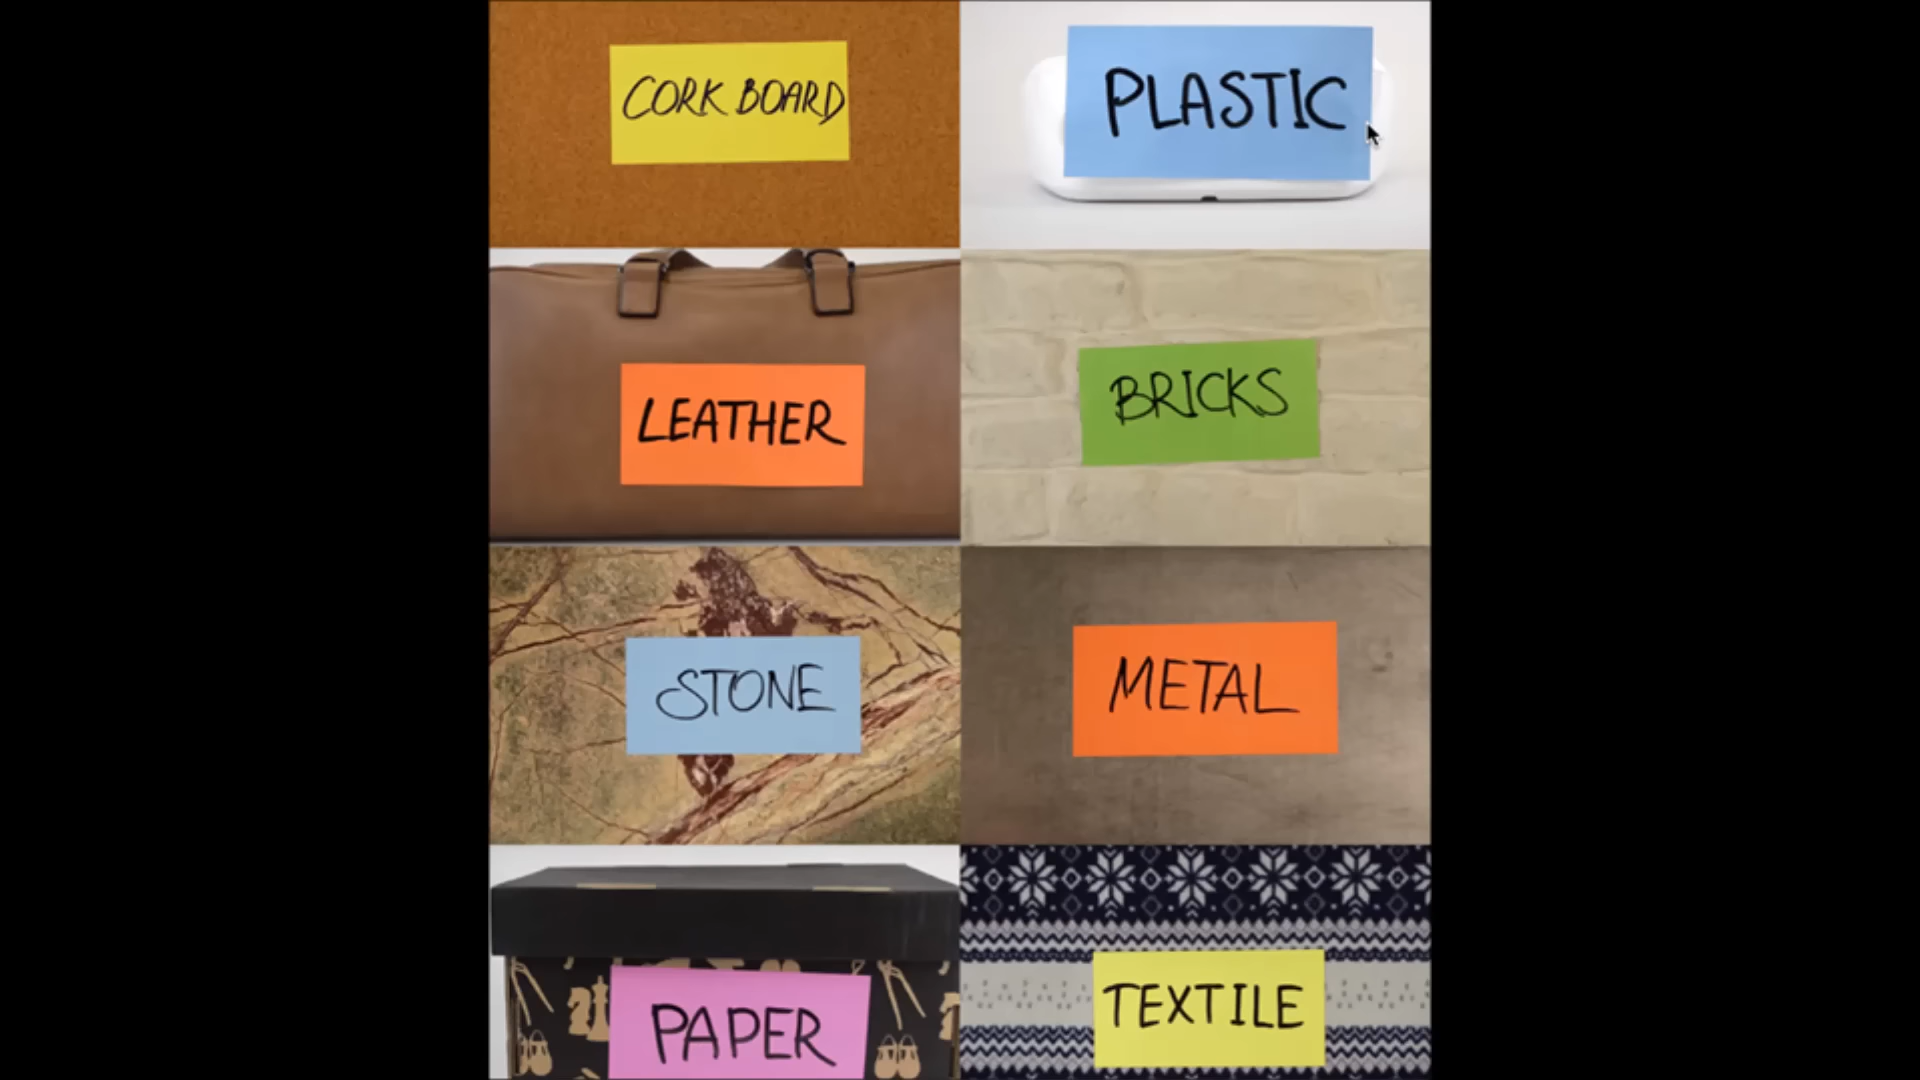 CORK BOARD
PLASTIC
LEATHER
BRICKS
STONE
METAL
PAPER
TEXTILE